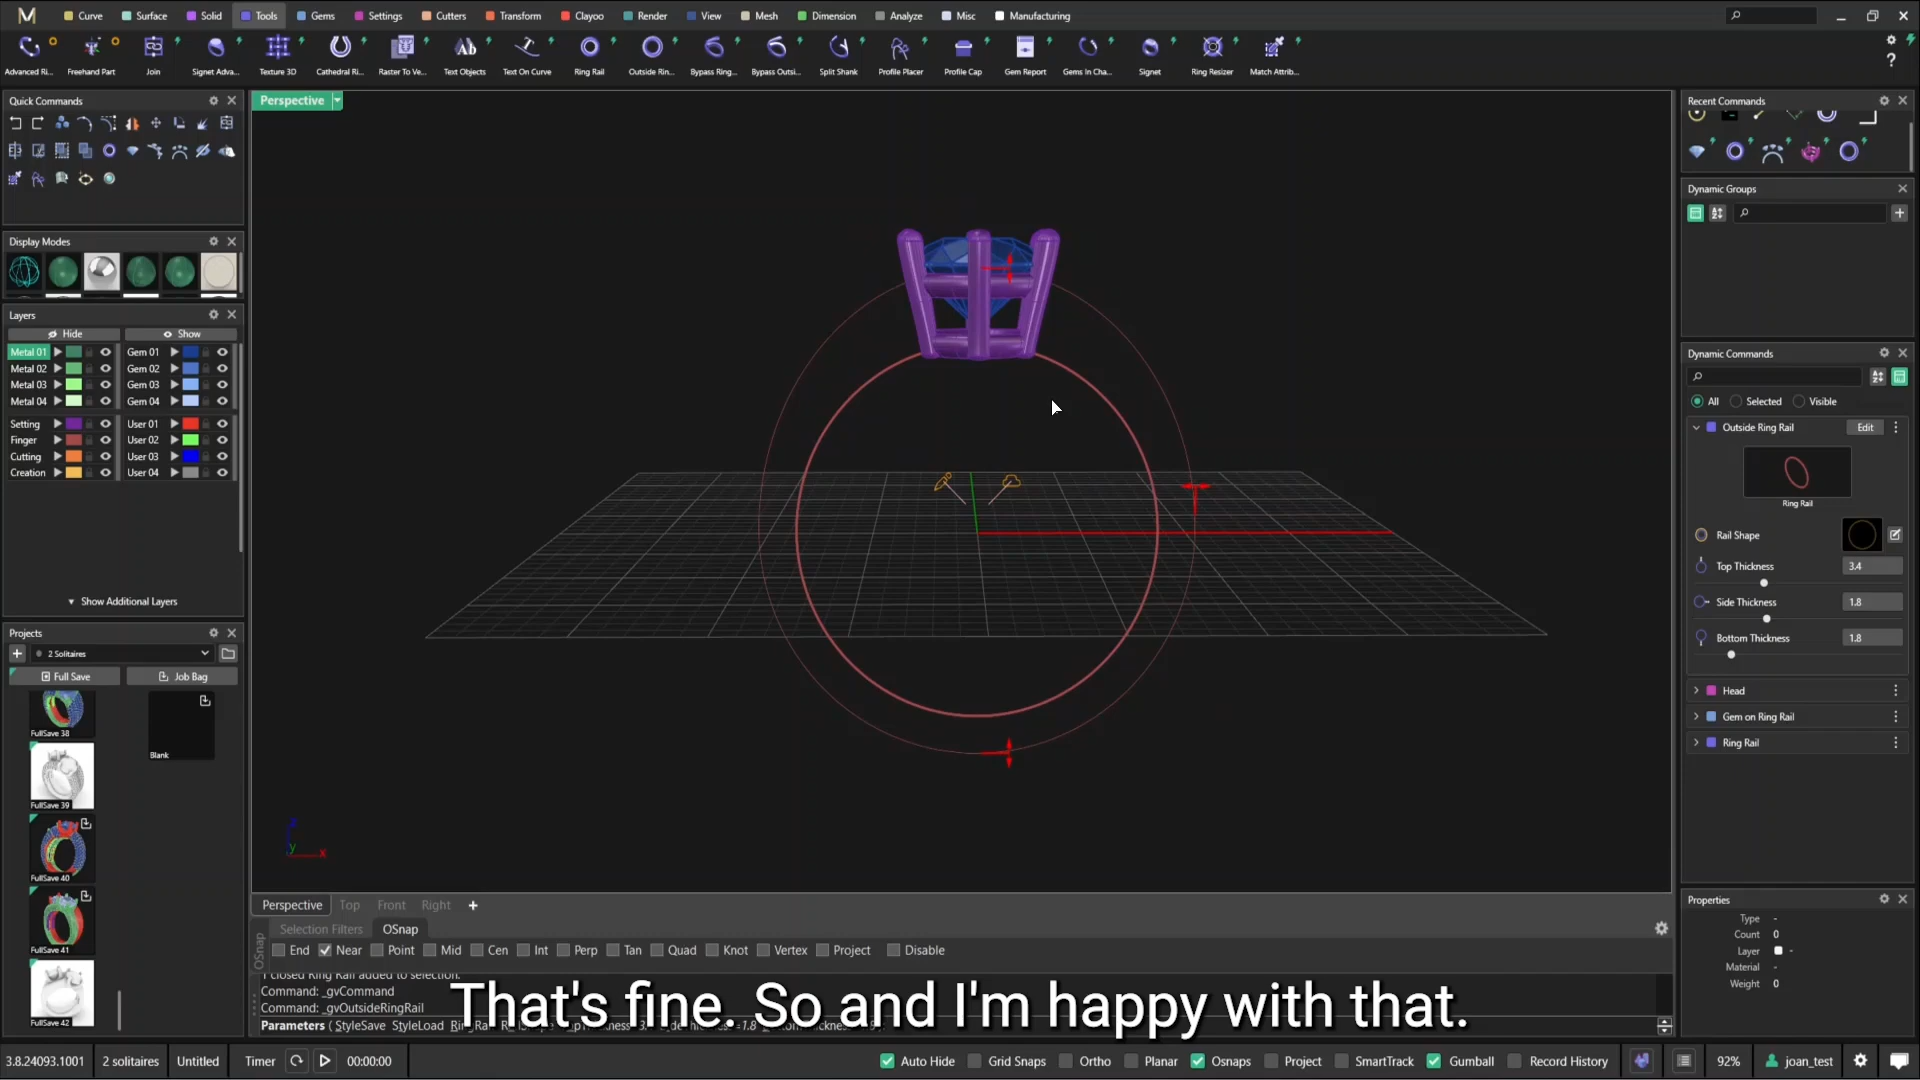 Curve Surface Solid Tools Gems Settings Cutters Transform Clayoo Render View Mesh Dimension Analyze Misc Manufacturing
Advanced Ri... Freehand Part Join Signet Adva... Texture 3D Cathedral Ri... Raster To Ve... Text Objects Text On Curve Ring Rail Outside Rin... Bypass Ring... Bypass Outsi... Split Shank Profile Placer Profile Cap Gem Report Gems In Cha... Signet Ring Resizer Match Attrib...
Quick Commands
Display Modes
Layers
Hide Show
Metal 01 Gem 01
Metal 02 Gem 02
Metal 03 Gem 03
Metal 04 Gem 04
Setting User 01
Finger User 02
Cutting User 03
Creation User 04
Show Additional Layers
Projects
2 Solitaires
Full Save Job Bag
FullSave 38
Blank
FullSave 39
FullSave 40
FullSave 41
FullSave 42
Perspective
z
y x
Perspective Top Front Right
Selection Filters OSnap
OSnap
End Near Point Mid Cen Int Perp Tan Quad Knot Vertex Project Disable
1 closed Ring Rail added to selection.
Command: _gvCommand
Command: _gvOutsideRingRail
Parameters ( StyleSave StyleLoad
That's fine. So and I'm happy with that.
Recent Commands
Dynamic Groups
Dynamic Commands
All Selected Visible
Outside Ring Rail Edit
Ring Rail
Rail Shape
Top Thickness 3.4
Side Thickness 1.8
Bottom Thickness 1.8
Head
Gem on Ring Rail
Ring Rail
Properties
Type -
Count 0
Layer -
Material -
Weight 0
3.8.24093.1001 2 solitaires Untitled Timer 00:00:00 Auto Hide Grid Snaps Ortho Planar Osnaps Project SmartTrack Gumball Record History 92% joan_test